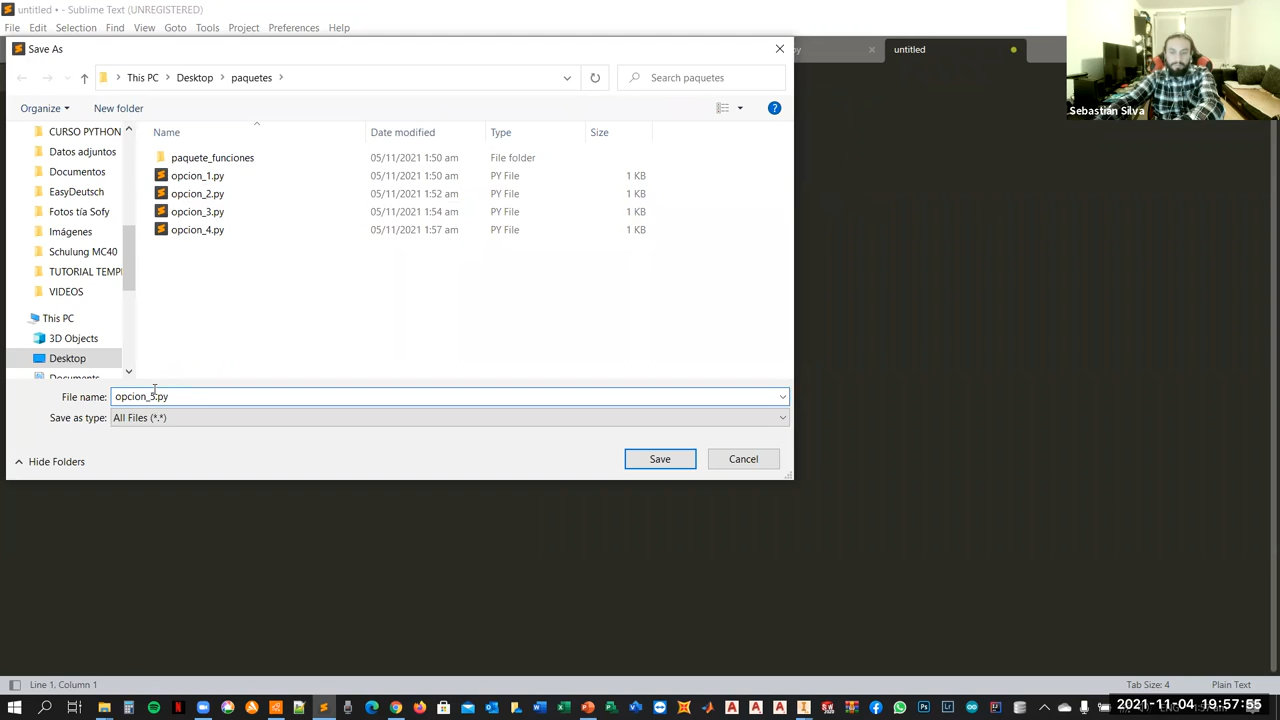 untitled • - Sublime Text (UNREGISTERED)
File Edit Selection Find View Goto Tools Project Preferences Help
Save As
py
untitled
This PC Desktop paquetes
Search paquetes
Organize New folder
Name Date modified Type Size
CURSO PYTHON
Datos adjuntos
Documentos
EasyDeutsch
Fotos tía Sofy
Imágenes
Schulung MC40
TUTORIAL TEMPI
VIDEOS
This PC
3D Objects
Desktop
Documents
paquete_funciones 05/11/2021 1:50 am File folder
opcion_1.py 05/11/2021 1:50 am PY File 1 KB
opcion_2.py 05/11/2021 1:52 am PY File 1 KB
opcion_3.py 05/11/2021 1:54 am PY File 1 KB
opcion_4.py 05/11/2021 1:57 am PY File 1 KB
File name: opcion_5.py
Save as type: All Files (*.*)
Hide Folders
Save Cancel
Sebastian Silva
Line 1, Column 1
Tab Size: 4 Plain Text
2021-11-04 19:57:55